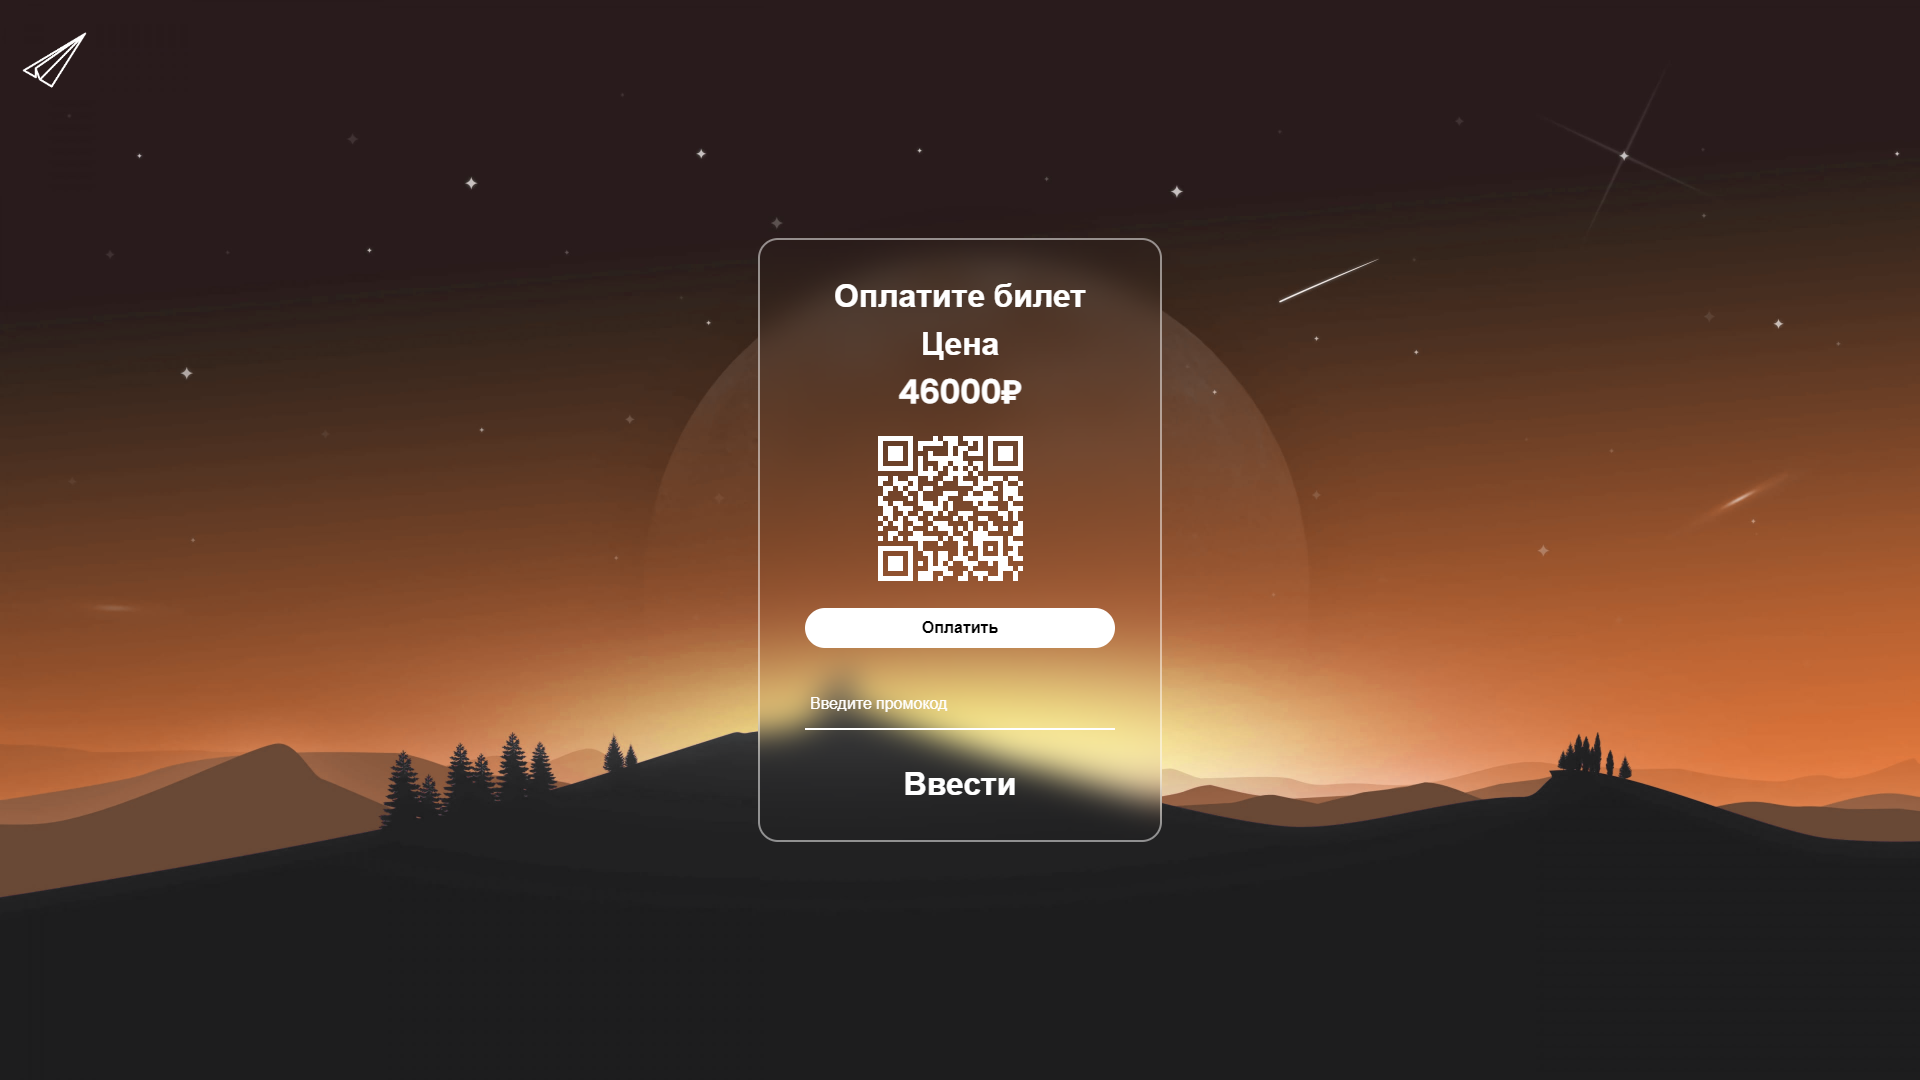 Оплатите билет
Цена
46000₽
Оплатить
Введите промокод
Ввести